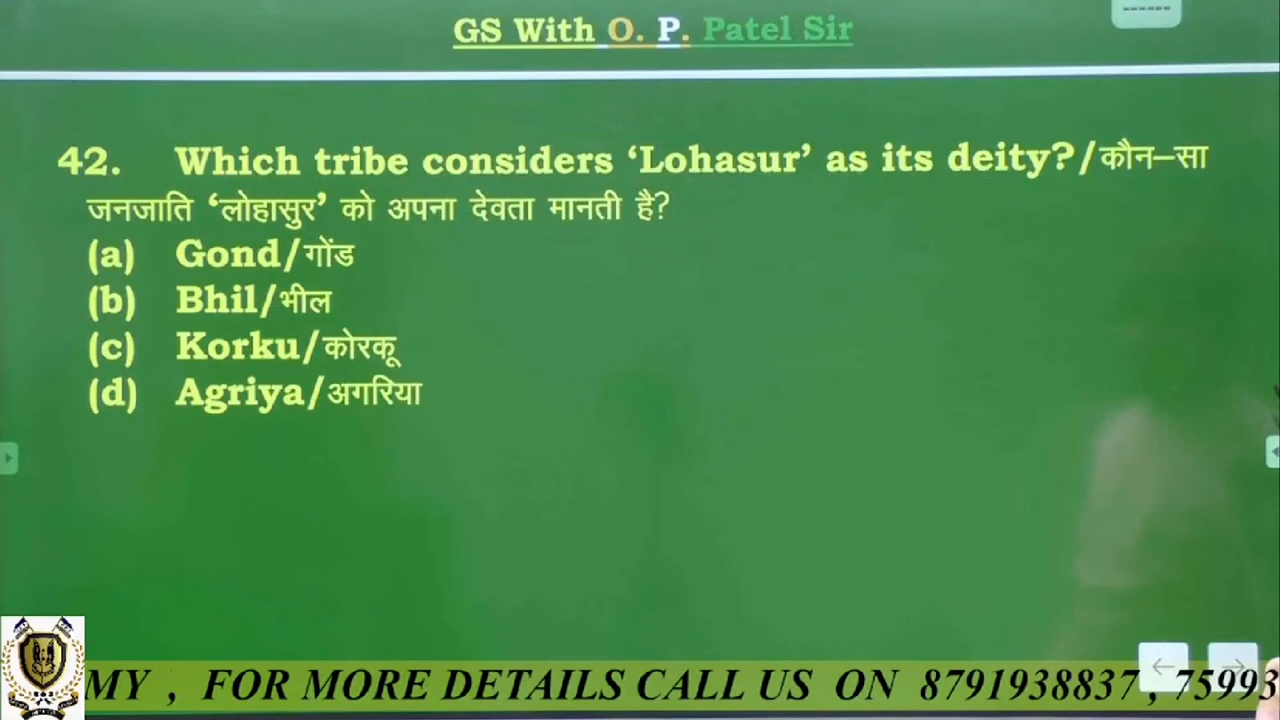 GS With O. P. Patel Sir
42. Which tribe considers ‘Lohasur’ as its deity?/कौन–सा
जनजाति ‘लोहासुर’ को अपना देवता मानती है?
(a) Gond/गोंड
(b) Bhil/भील
(c) Korku/कोरकू
(d) Agriya/अगरिया
MY , FOR MORE DETAILS CALL US ON 8791938837 , 75993